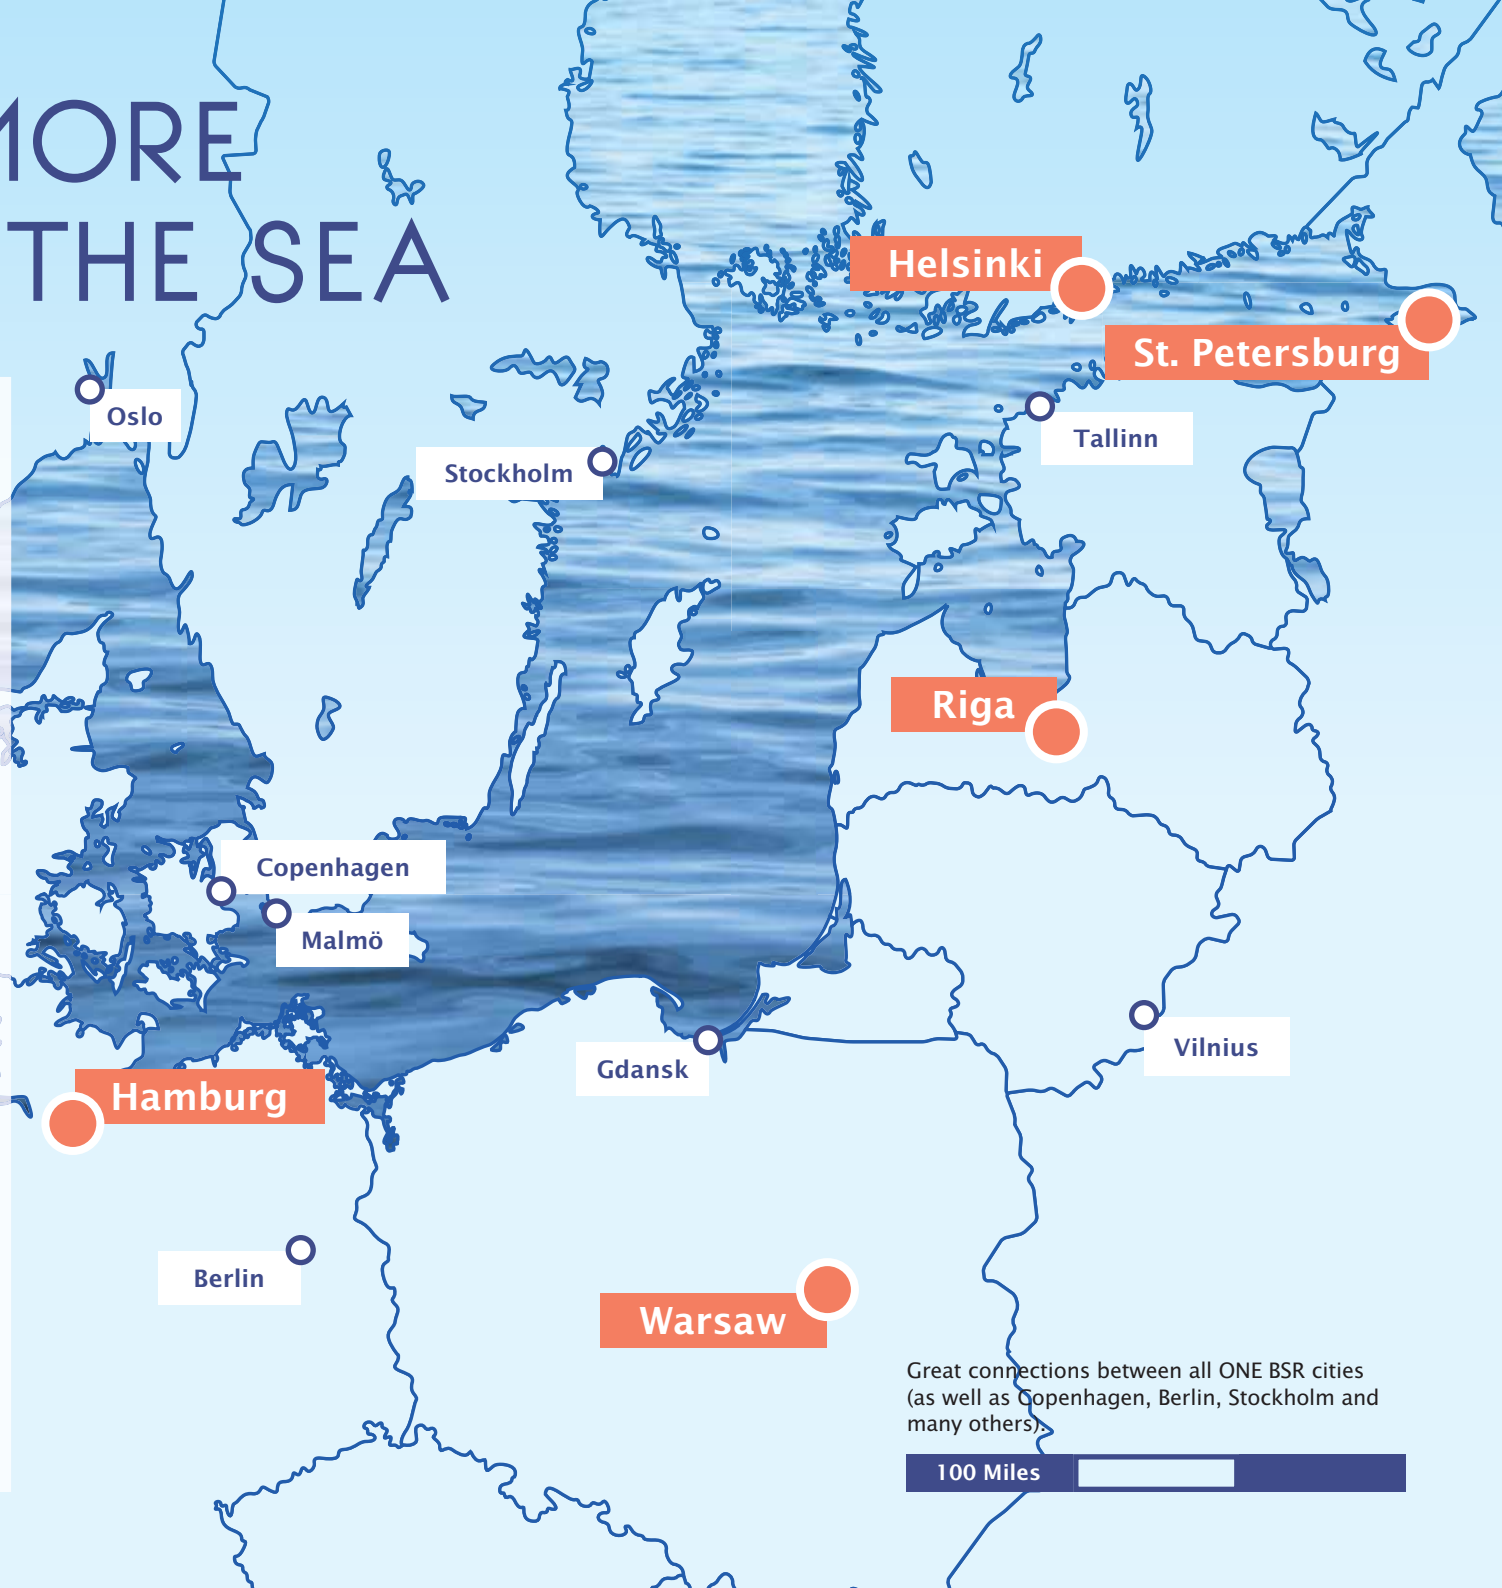 THE SEA
Helsinki
St. Petersburg
Oslo
Tallinn
Stockholm
Riga
Copenhagen
Malmö
Vilnius
Gdansk
Hamburg
Berlin
Warsaw
Great connections between all ONE BSR cities
(as well as Copenhagen, Berlin, Stockholm and
many others).
100 Miles